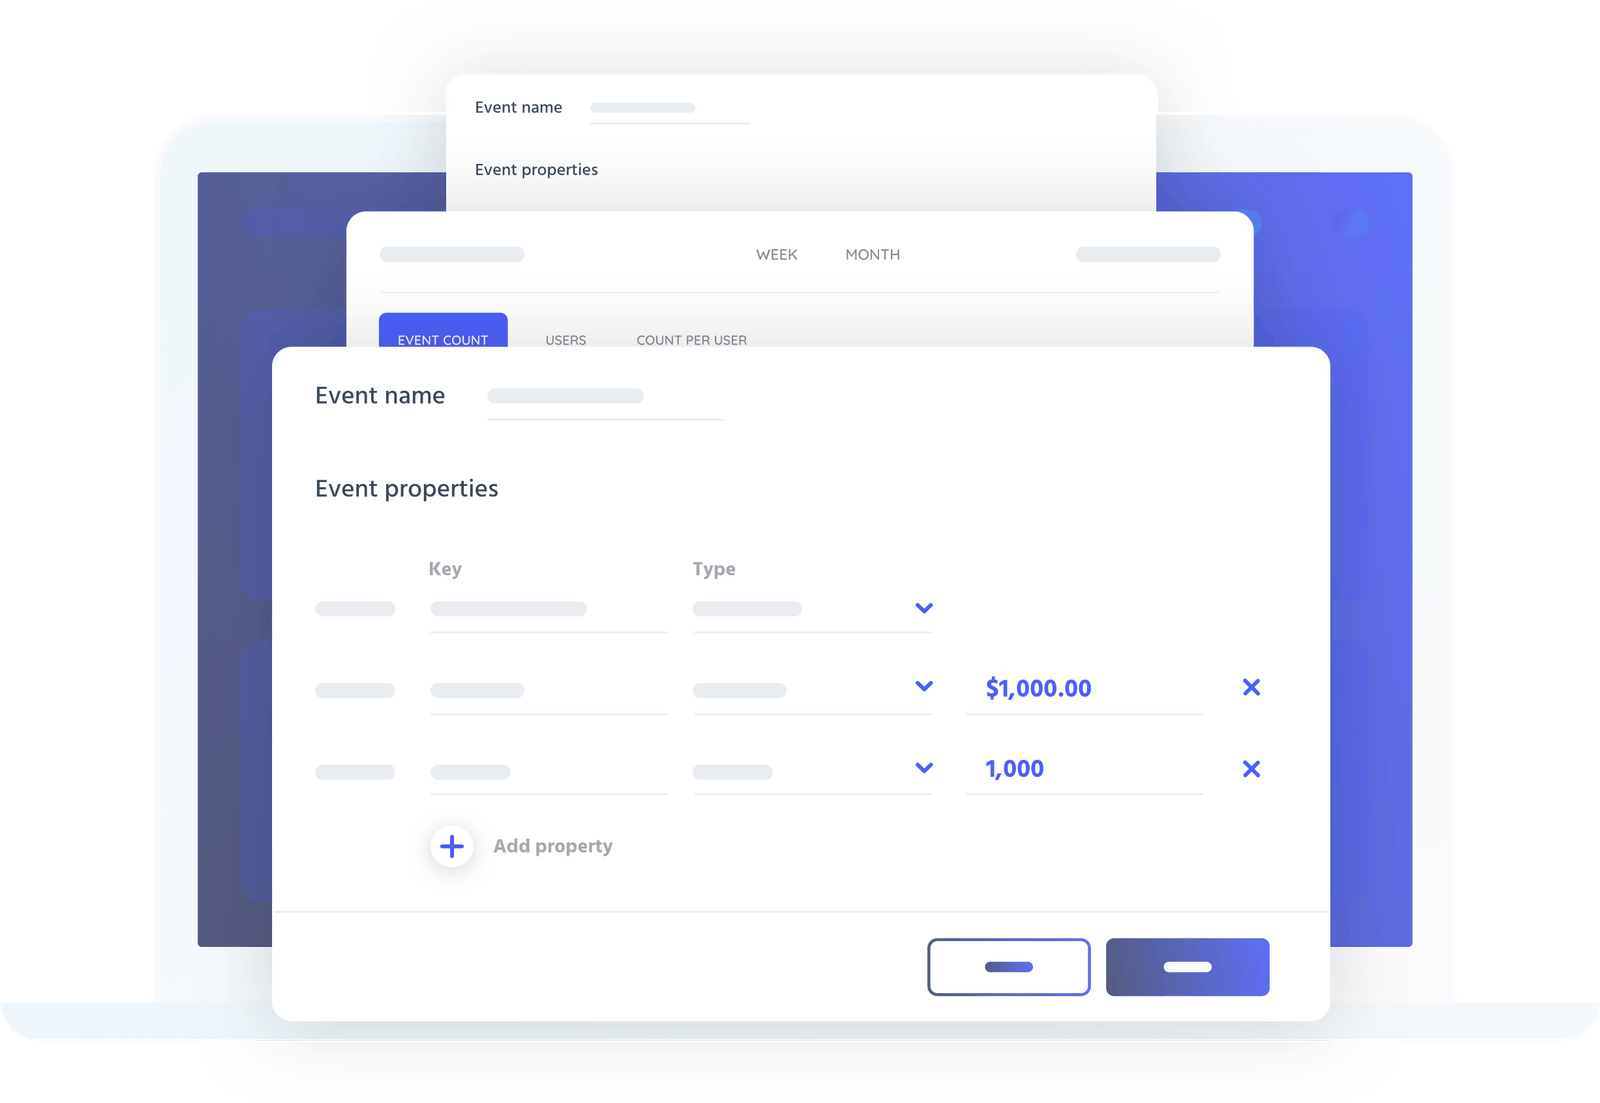 Event name
Event properties
WEEK MONTH
EVENT COUNT USERS COUNT PER USER
Event name
Event properties
Key Type
$1,000.00
1,000
Add property